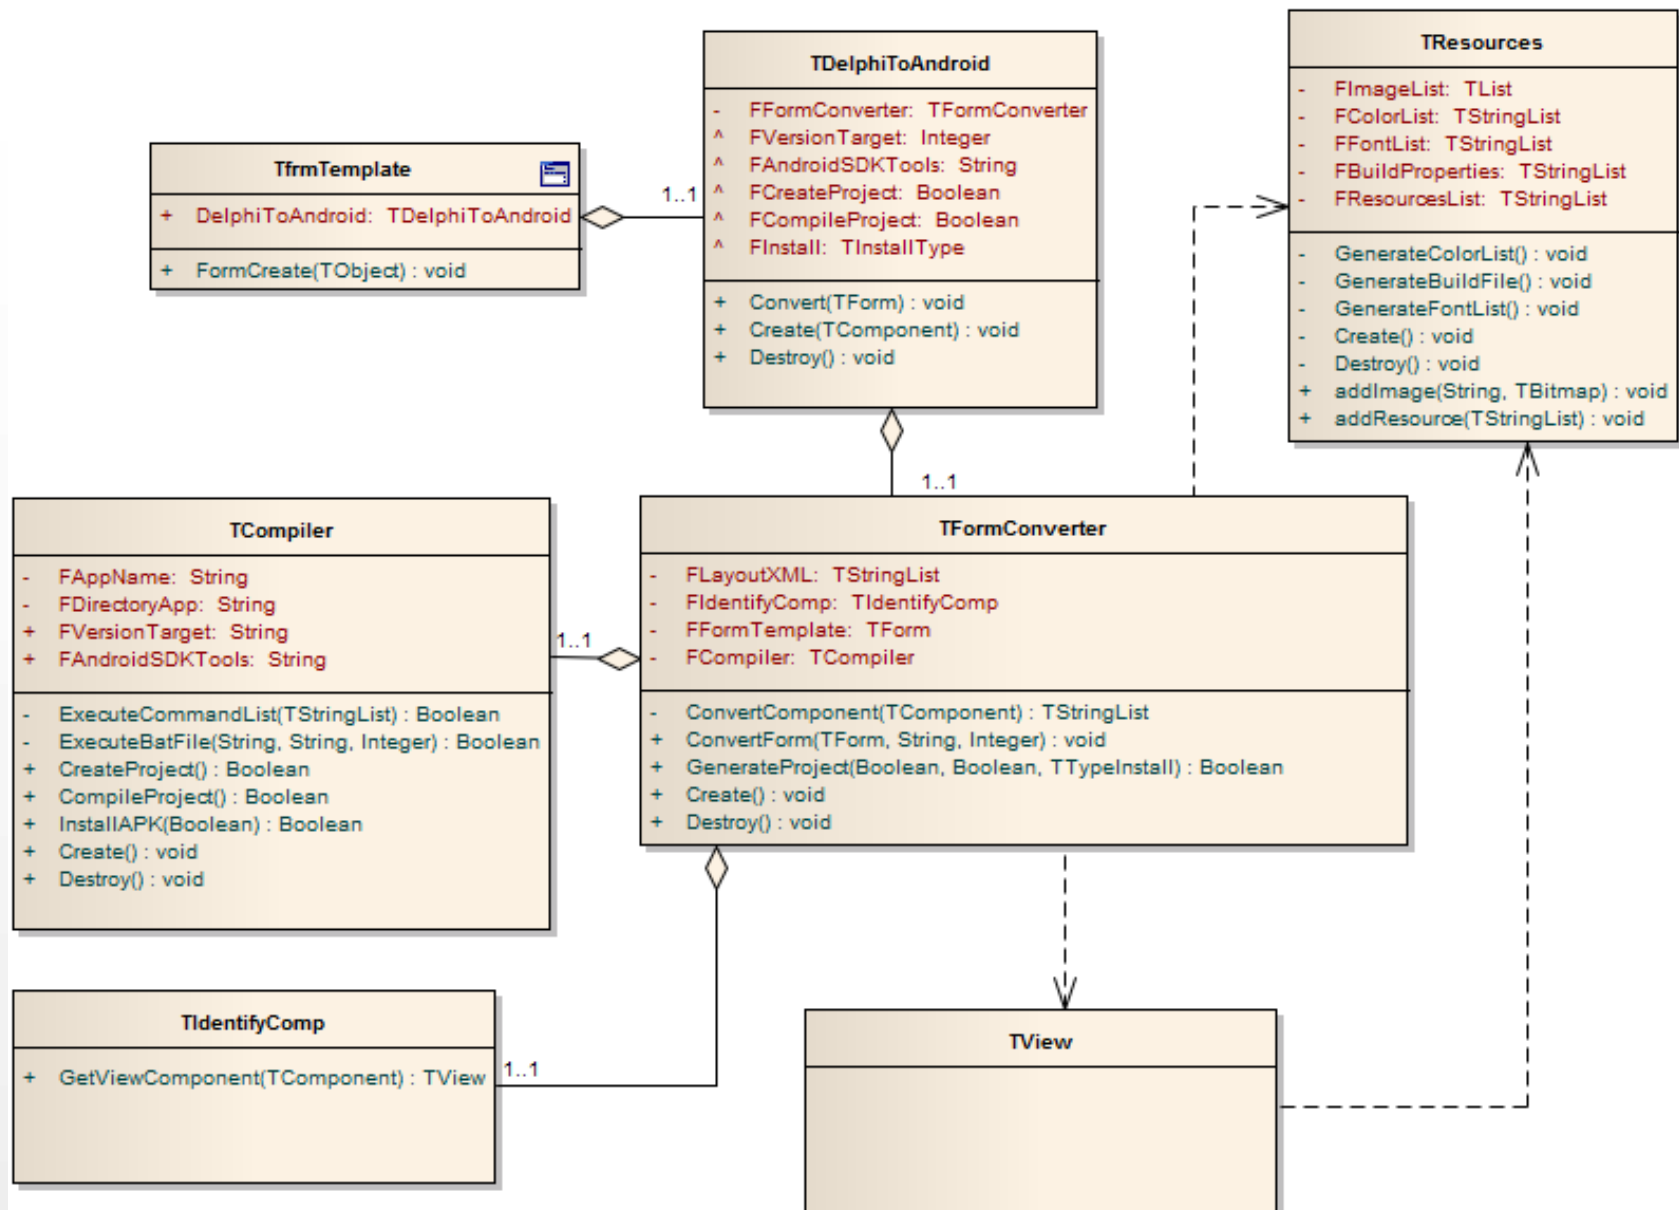 TfrmTemplate
+ DelphiToAndroid: TDelphiToAndroid
+ FormCreate(TObject) : void
1..1
TDelphiToAndroid
- FFormConverter: TFormConverter
^ FVersionTarget: Integer
^ FAndroidSDKTools: String
^ FCreateProject: Boolean
^ FCompileProject: Boolean
^ FInstall: TInstallType
+ Convert(TForm) : void
+ Create(TComponent) : void
+ Destroy() : void
1..1
TResources
- FImageList: TList
- FColorList: TStringList
- FFontList: TStringList
- FBuildProperties: TStringList
- FResourcesList: TStringList
- GenerateColorList() : void
- GenerateBuildFile() : void
- GenerateFontList() : void
- Create() : void
- Destroy() : void
+ addImage(String, TBitmap) : void
+ addResource(TStringList) : void
TCompiler
- FAppName: String
- FDirectoryApp: String
+ FVersionTarget: String
+ FAndroidSDKTools: String
- ExecuteCommandList(TStringList) : Boolean
- ExecuteBatFile(String, String, Integer) : Boolean
+ CreateProject() : Boolean
+ CompileProject() : Boolean
+ InstallAPK(Boolean) : Boolean
+ Create() : void
+ Destroy() : void
1..1
TFormConverter
- FLayoutXML: TStringList
- FIdentifyComp: TIdentifyComp
- FFormTemplate: TForm
- FCompiler: TCompiler
- ConvertComponent(TComponent) : TStringList
+ ConvertForm(TForm, String, Integer) : void
+ GenerateProject(Boolean, Boolean, TTypeInstall) : Boolean
+ Create() : void
+ Destroy() : void
TIdentifyComp
+ GetViewComponent(TComponent) : TView
1..1
TView